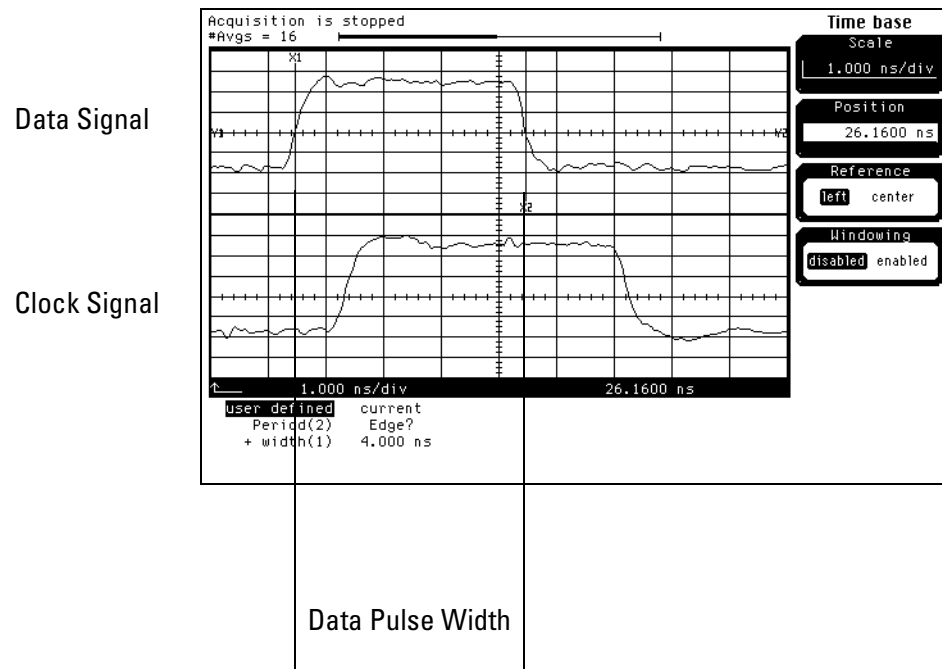 Acquisition is stopped
#Avgs = 16
Time base
Scale
1.000 ns/div
Position
26.1600 ns
Reference
left center
Windowing
disabled enabled
X1
Data Signal
Y1
Y2
X2
Clock Signal
1.000 ns/div 26.1600 ns
user defined current
Period(2) Edge?
+ width(1) 4.000 ns
Data Pulse Width